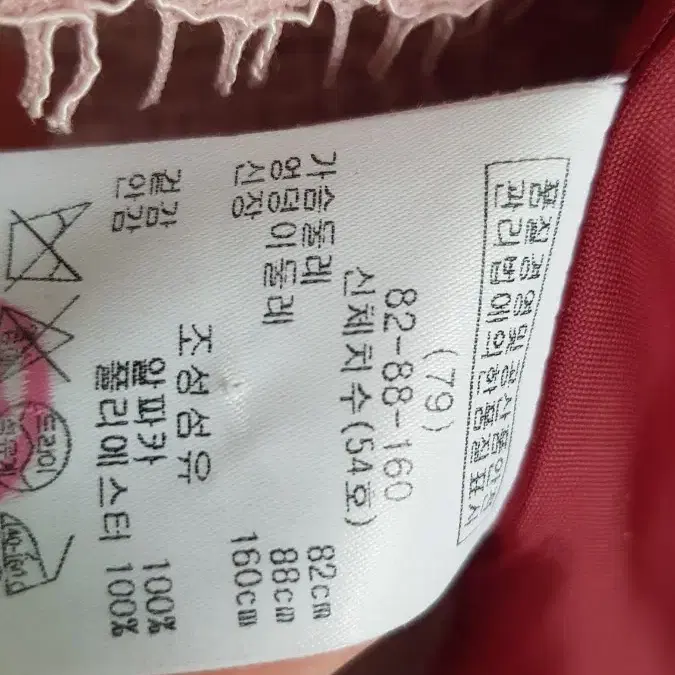 품질경영및공산품안전
관리법에의한품질표시
(79)
82-88-160
신체치수(54호)
가슴둘레 82cm
엉덩이둘레 88cm
신장 160cm
조성섬유
겉감 알파카 100%
안감 폴리에스터 100%
드라이